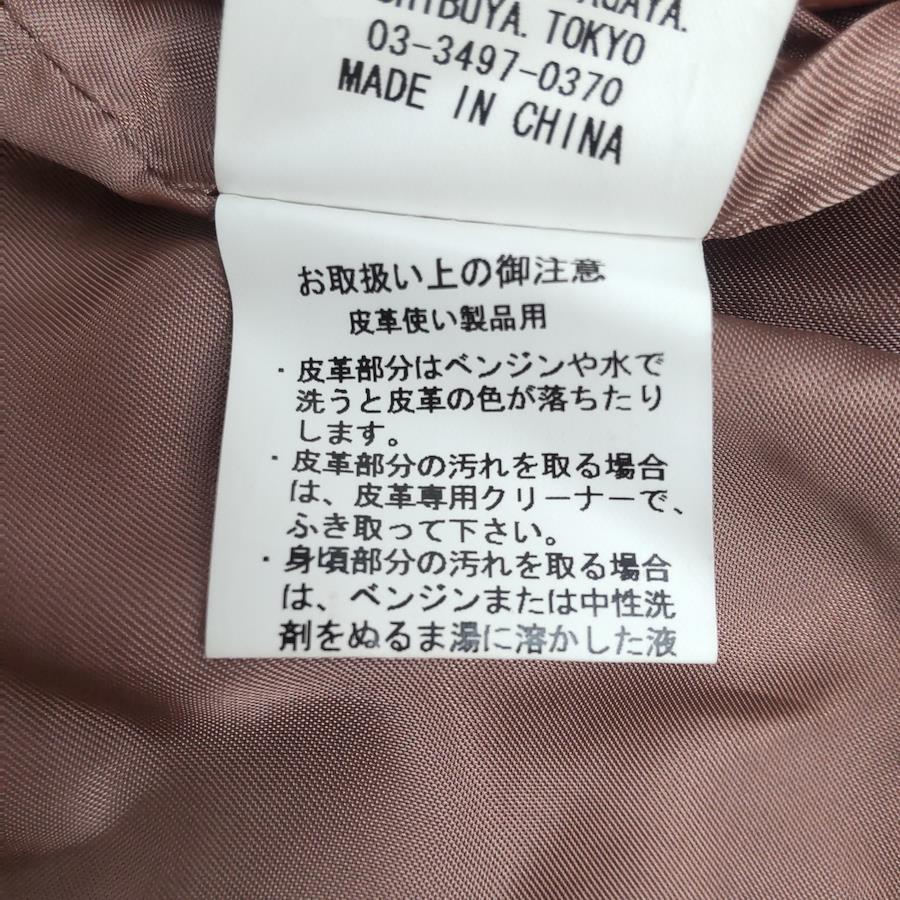 SHIBUYA. TOKYO
03-3497-0370
MADE IN CHINA
お取扱い上の御注意
皮革使い製品用
・皮革部分はベンジンや水で
洗うと皮革の色が落ちたり
します。
・皮革部分の汚れを取る場合
は、皮革専用クリーナーで、
ふき取って下さい。
・身頃部分の汚れを取る場合
は、ベンジンまたは中性洗
剤をぬるま湯に溶かした液